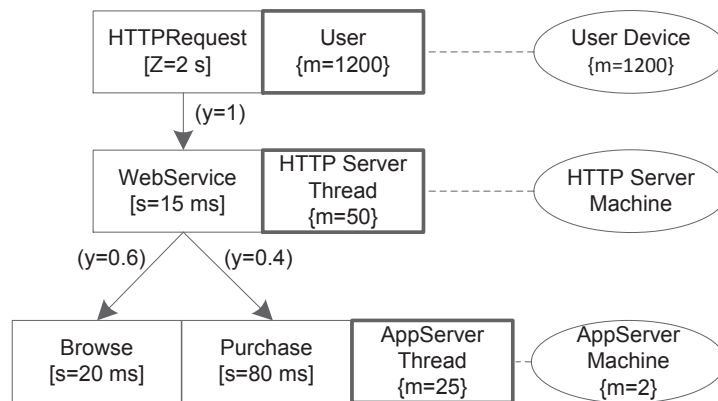 HTTPRequest
[Z=2 s]
User
{m=1200}
User Device
{m=1200}
(y=1)
WebService
[s=15 ms]
HTTP Server
Thread
{m=50}
HTTP Server
Machine
(y=0.6)
(y=0.4)
Browse
[s=20 ms]
Purchase
[s=80 ms]
AppServer
Thread
{m=25}
AppServer
Machine
{m=2}